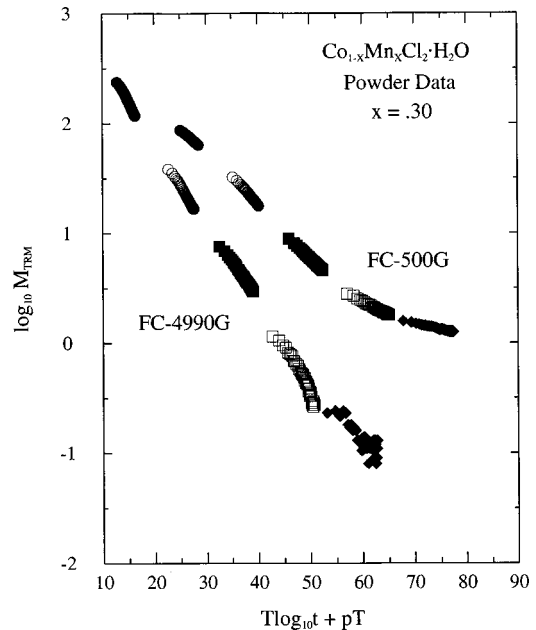 3
Co₁₋ₓMnₓCl₂·H₂O
Powder Data
x = .30
2
1
FC-500G
log₁₀ M_TRM
FC-4990G
0
-1
-2
10 20 30 40 50 60 70 80 90
Tlog₁₀t + pT